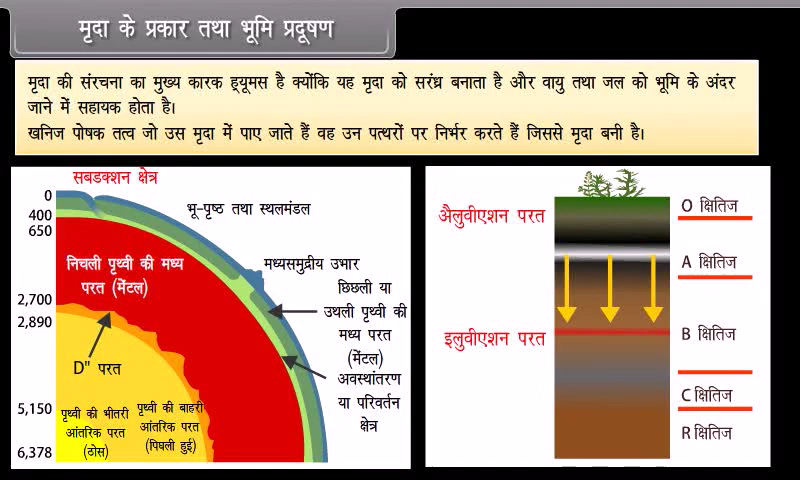 मृदा के प्रकार तथा भूमि प्रदूषण
मृदा की संरचना का मुख्य कारक ह्यूमस है क्योंकि यह मृदा को सरंध्र बनाता है और वायु तथा जल को भूमि के अंदर
जाने में सहायक होता है।
खनिज पोषक तत्व जो उस मृदा में पाए जाते हैं वह उन पत्थरों पर निर्भर करते हैं जिससे मृदा बनी है।
सबडक्शन क्षेत्र
0
400
650
2,700
2,890
5,150
6,378
भू-पृष्ठ तथा स्थलमंडल
निचली पृथ्वी की मध्य
परत (मेंटल)
मध्यसमुद्रीय उभार
छिछली या
उथली पृथ्वी की
मध्य परत
(मेंटल)
अवस्थांतरण
या परिवर्तन
क्षेत्र
D" परत
पृथ्वी की भीतरी
आंतरिक परत
(ठोस)
पृथ्वी की बाहरी
आंतरिक परत
(पिघली हुई)
अैलुवीएशन परत
इलुवीएशन परत
O क्षितिज
A क्षितिज
B क्षितिज
C क्षितिज
R क्षितिज